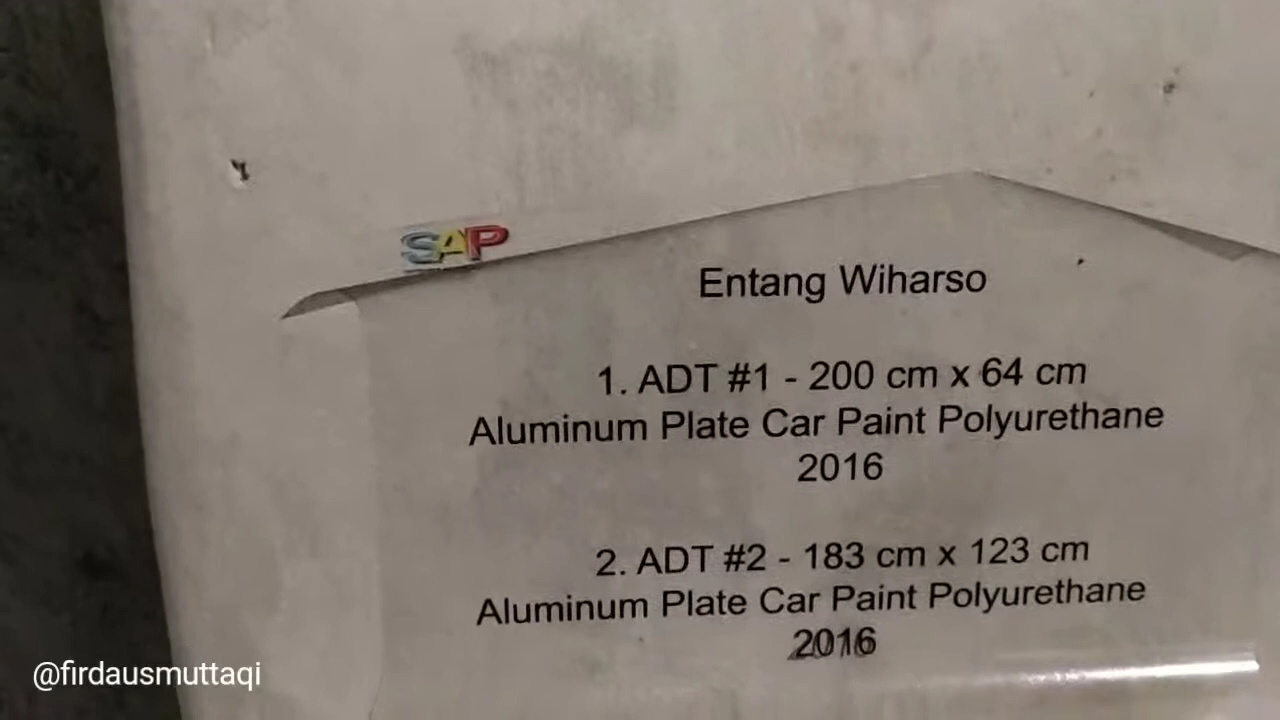 SAP
Entang Wiharso
1. ADT #1 - 200 cm x 64 cm
Aluminum Plate Car Paint Polyurethane
2016
2. ADT #2 - 183 cm x 123 cm
Aluminum Plate Car Paint Polyurethane
2016
@firdausmuttaqi